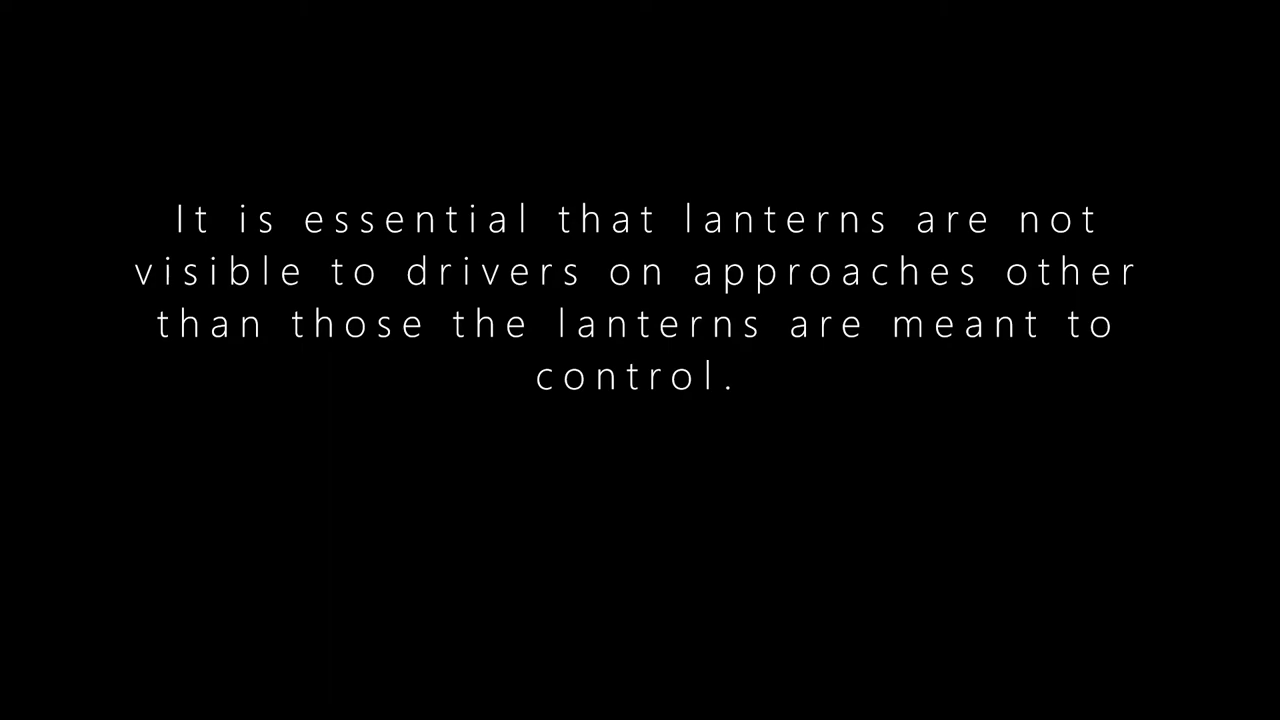 It is essential that lanterns are not
visible to drivers on approaches other
than those the lanterns are meant to
control.